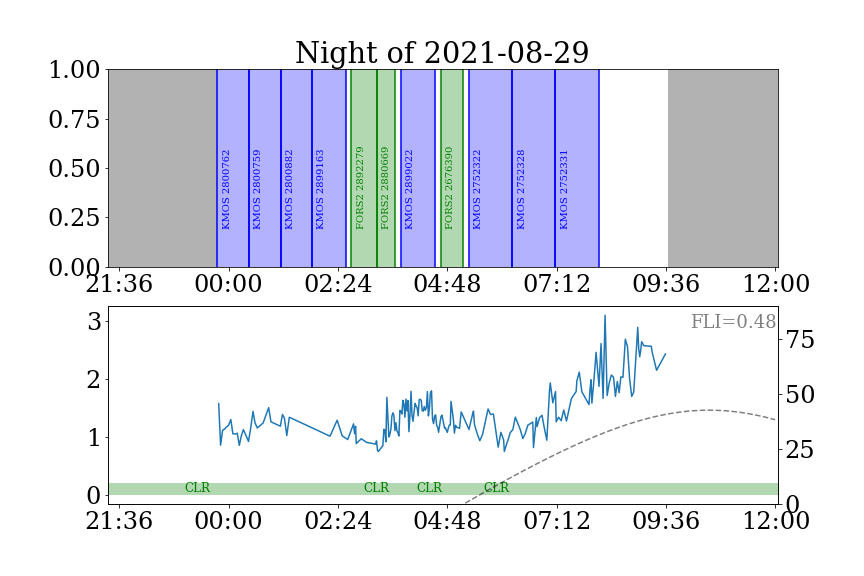 Night of 2021-08-29
1.00
0.75
0.50
0.25
0.00
KMOS 2800762
KMOS 2800759
KMOS 2800882
KMOS 2899163
FORS2 2892279
FORS2 2880669
KMOS 2899022
FORS2 2676390
KMOS 2752322
KMOS 2752328
KMOS 2752331
21:36 00:00 02:24 04:48 07:12 09:36 12:00
FLI=0.48
3
2
1
0
75
50
25
0
CLR CLR CLR CLR
21:36 00:00 02:24 04:48 07:12 09:36 12:00